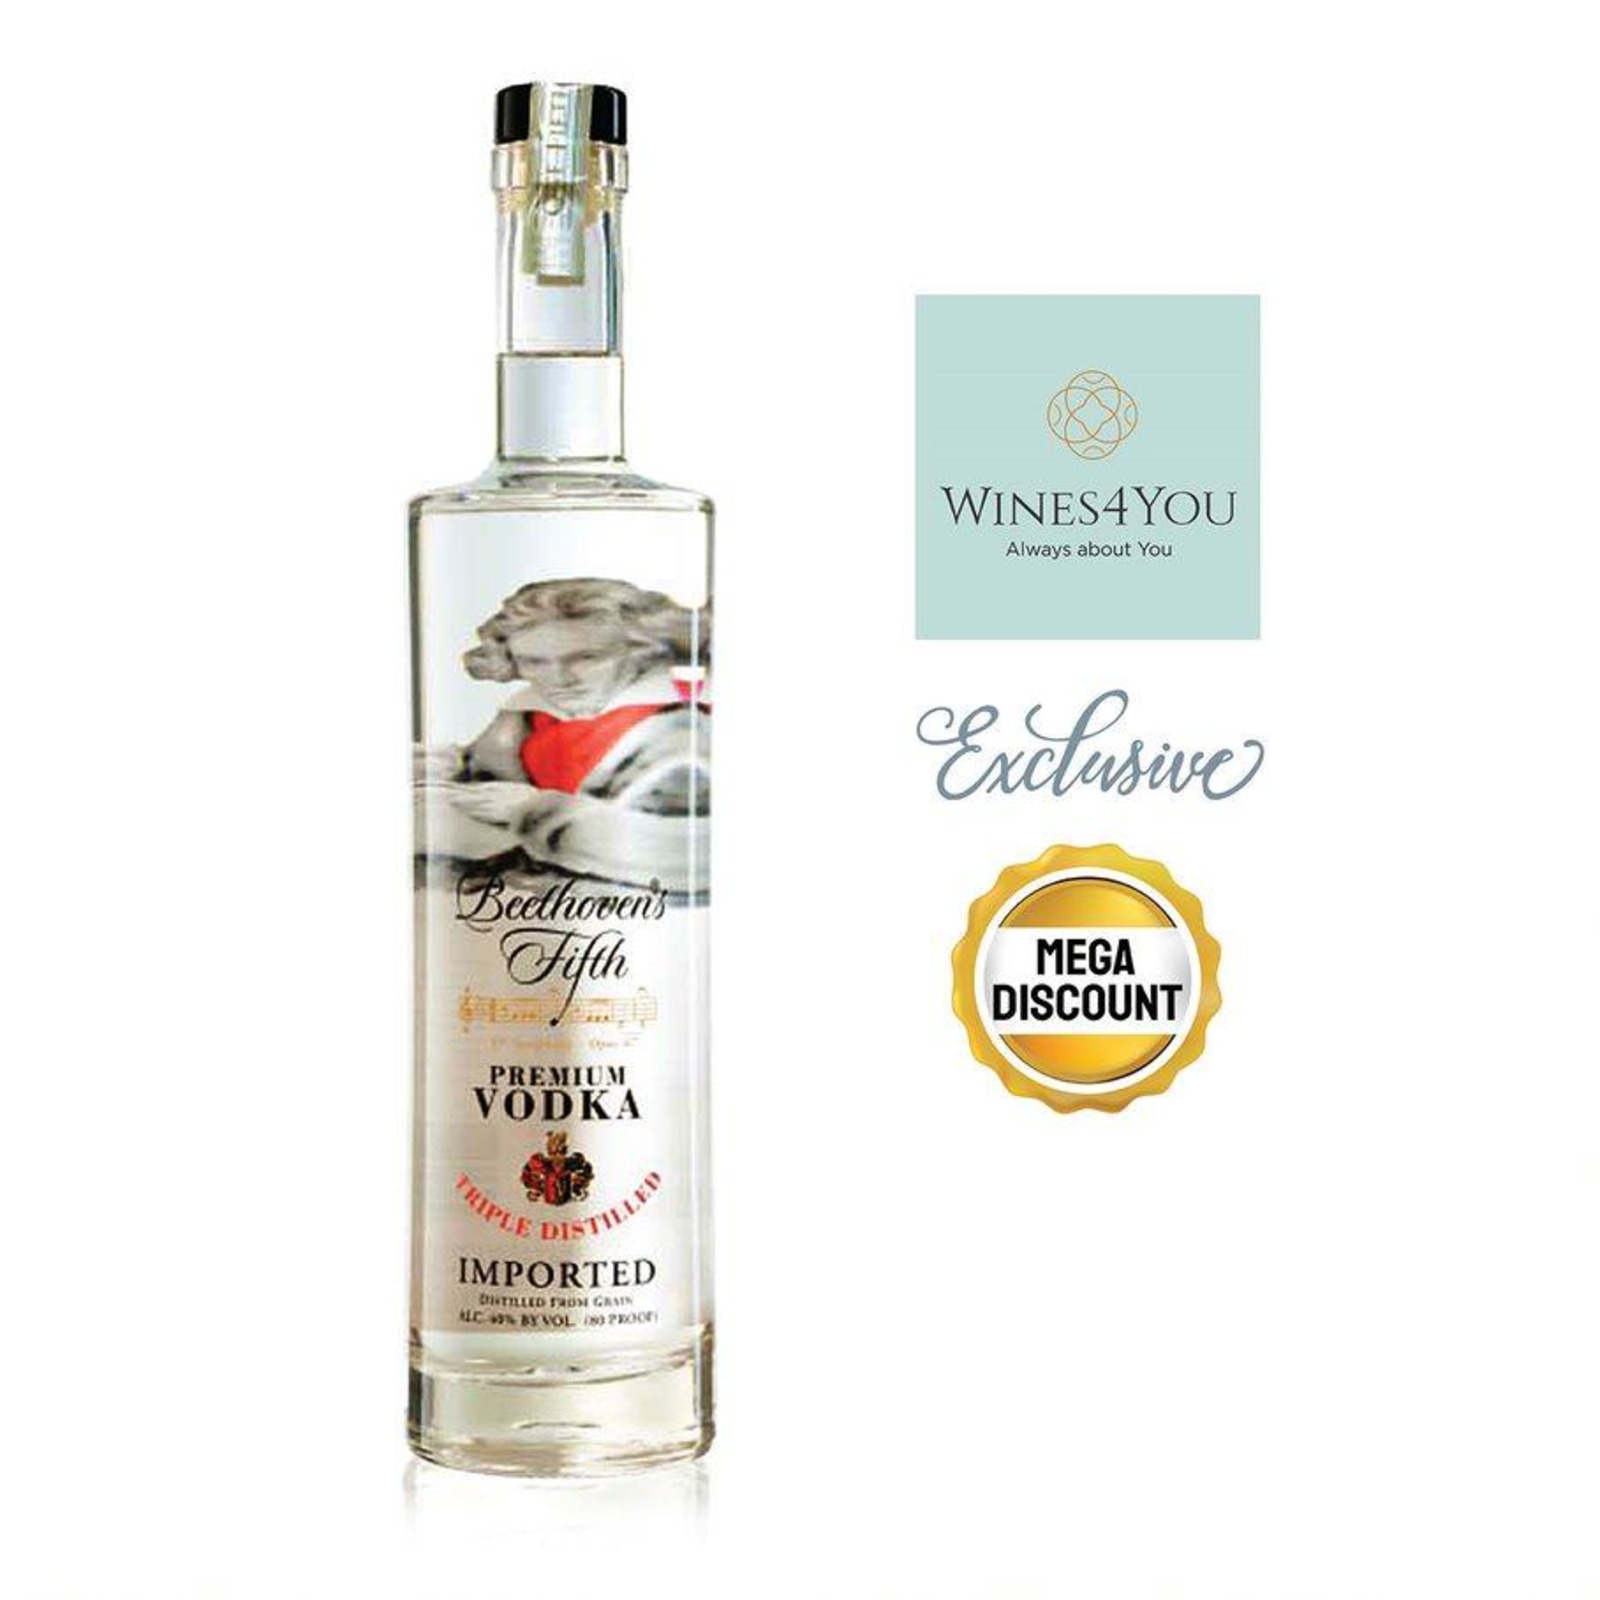 Beethoven's
Fifth
PREMIUM
VODKA
TRIPLE DISTILLED
IMPORTED
DISTILLED FROM GRAIN
ALC. 40% BY VOL. (80 PROOF)
WINES4YOU
Always about You
Exclusive
MEGA
DISCOUNT